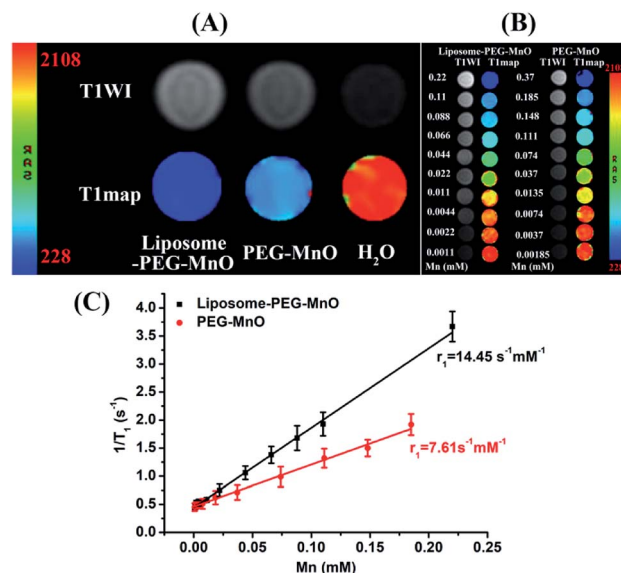 (A)
2108
T1WI
T1map
228
Liposome
-PEG-MnO
PEG-MnO
H₂O
(B)
Liposome-PEG-MnO PEG-MnO
T1WI T1map T1WI T1map
0.22 0.37
0.11 0.185
0.088 0.148
0.066 0.111
0.044 0.074
0.022 0.037
0.011 0.0135
0.0044 0.0074
0.0022 0.0037
0.0011 0.00185
Mn (mM) Mn (mM)
228
(C)
Liposome-PEG-MnO
PEG-MnO
r₁=14.45 s⁻¹mM⁻¹
r₁=7.61s⁻¹mM⁻¹
1/T₁ (s⁻¹)
4.0
3.5
3.0
2.5
2.0
1.5
1.0
0.5
0.0
0.00 0.05 0.10 0.15 0.20 0.25
Mn (mM)